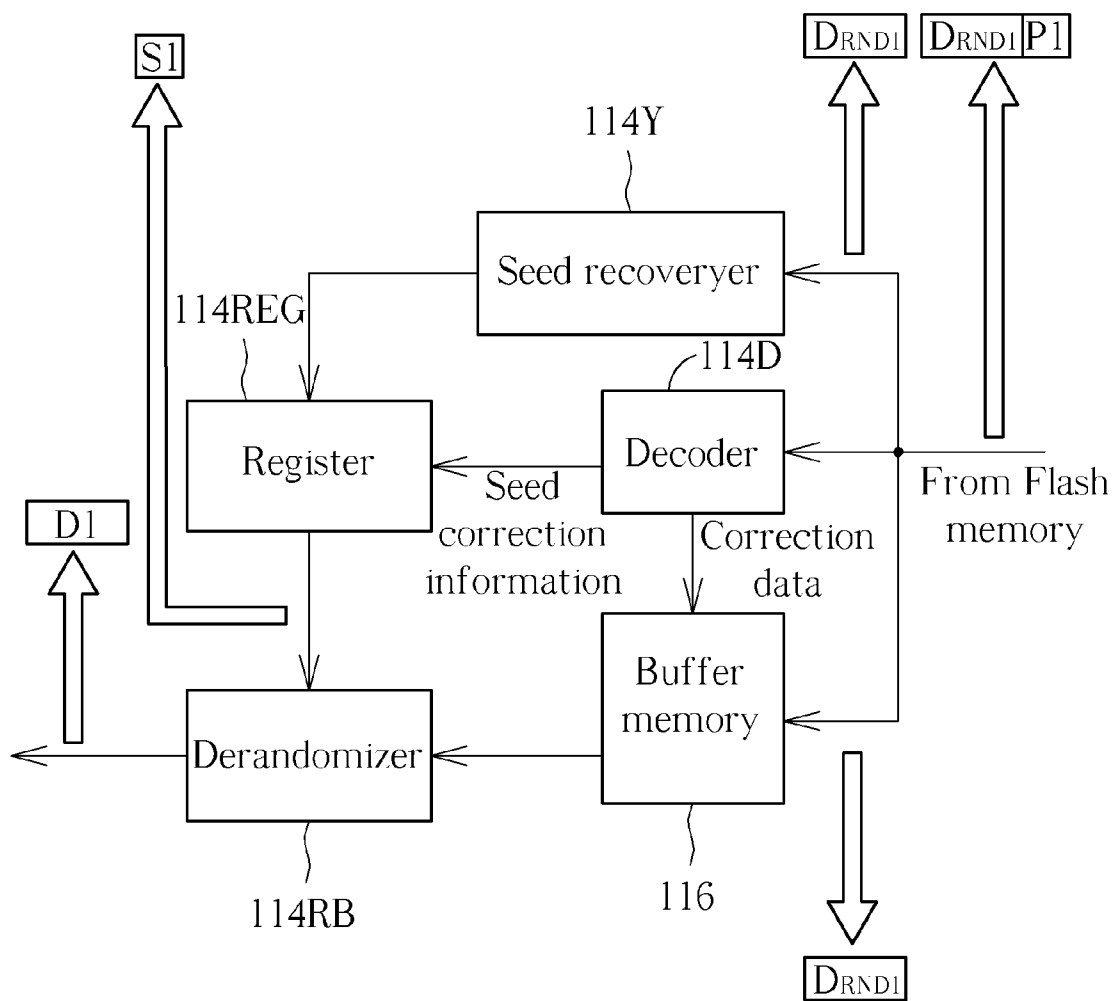 S1
DRND1
DRND1 P1
114Y
Seed recoveryer
114REG
114D
Register
Decoder
From Flash
memory
Seed
correction
information
Correction
data
D1
Buffer
memory
Derandomizer
114RB
116
DRND1